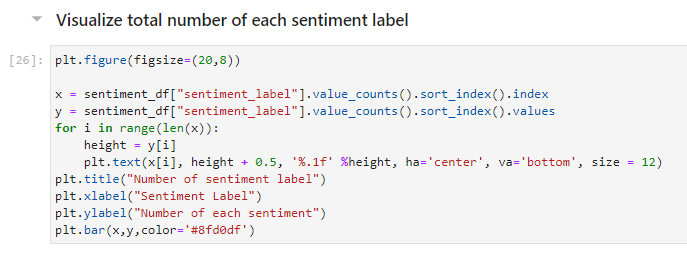 Visualize total number of each sentiment label
[26]: plt.figure(figsize=(20,8))
x = sentiment_df["sentiment_label"].value_counts().sort_index().index
y = sentiment_df["sentiment_label"].value_counts().sort_index().values
for i in range(len(x)):
    height = y[i]
    plt.text(x[i], height + 0.5, '%.1f' %height, ha='center', va='bottom', size = 12)
plt.title("Number of sentiment label")
plt.xlabel("Sentiment Label")
plt.ylabel("Number of each sentiment")
plt.bar(x,y,color='#8fd0df')